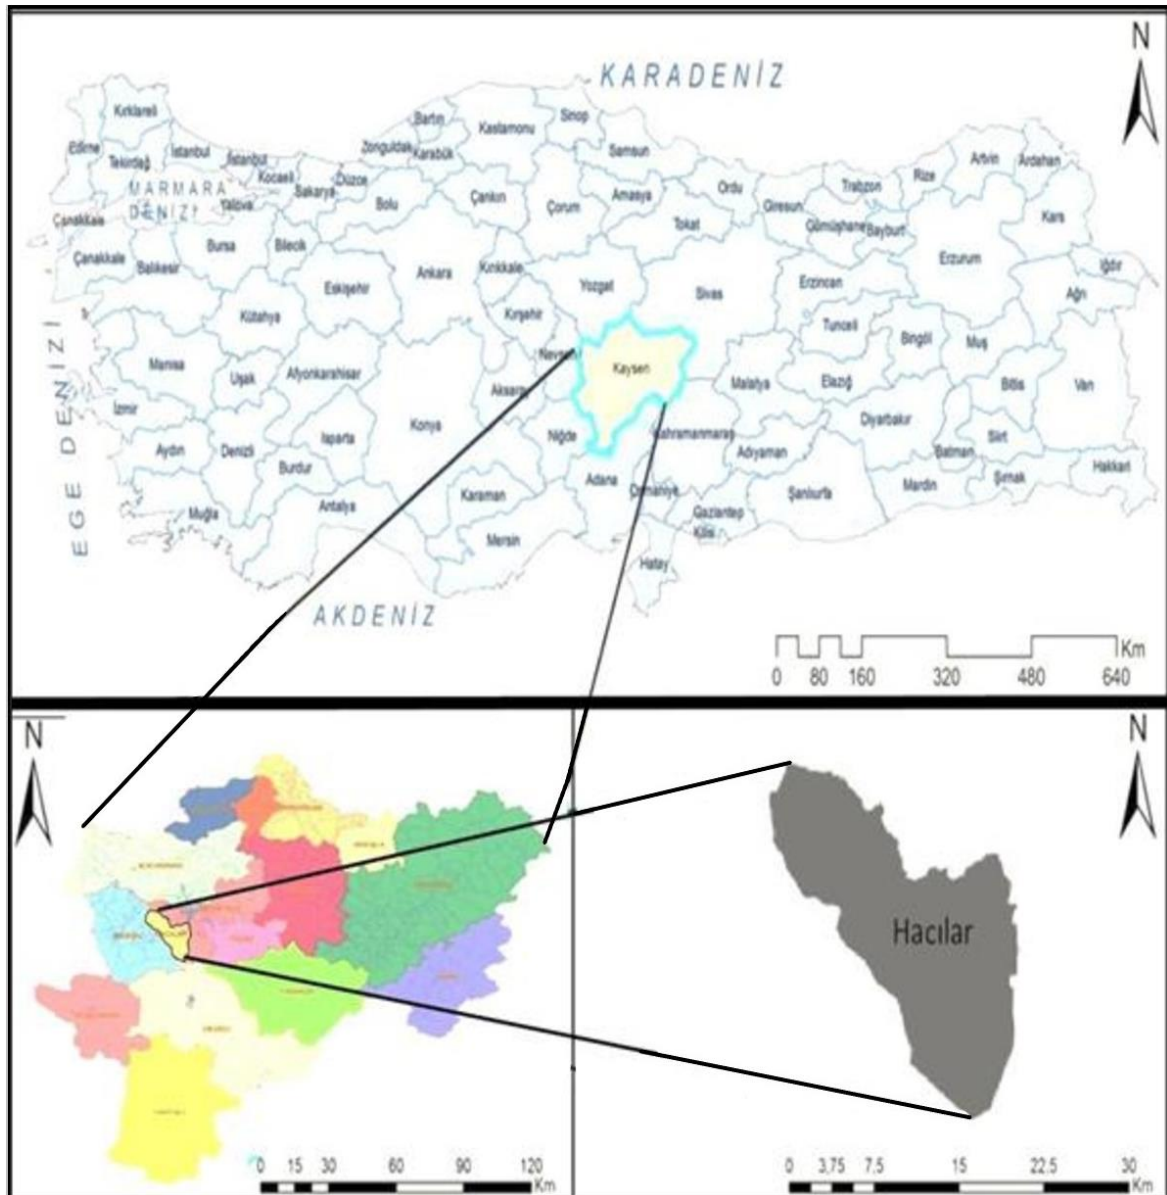 N
KARADENİZ
Kırklareli
Edirne
Tekirdağ
İstanbul
İstanbul
Kocaeli
Sakarya
Düzce
Zonguldak
Bartın
Karabük
Kastamonu
Sinop
Samsun
Ordu
Giresun
Trabzon
Rize
Artvin
Ardahan
MARMARA
DENİZİ
Yalova
Bolu
Çankırı
Çorum
Amasya
Tokat
Gümüşhane
Bayburt
Kars
Çanakkale
Çanakkale
Balıkesir
Bursa
Bilecik
Eskişehir
Ankara
Kırıkkale
Yozgat
Sivas
Erzincan
Erzurum
Iğdır
Ağrı
Kütahya
Kırşehir
Tunceli
Bingöl
Muş
EGE DENİZİ
Manisa
Uşak
Afyonkarahisar
Aksaray
Kayseri
Malatya
Elazığ
Bitlis
Van
İzmir
Aydın
Denizli
Isparta
Burdur
Konya
Niğde
Kahramanmaraş
Adıyaman
Diyarbakır
Batman
Siirt
Şırnak
Hakkari
Muğla
Antalya
Karaman
Mersin
Adana
Osmaniye
Gaziantep
Kilis
Şanlıurfa
Mardin
Hatay
AKDENİZ
0 80 160 320 480 640 Km
N
N
Hacılar
0 15 30 60 90 120 Km
0 3,75 7.5 15 22.5 30 Km